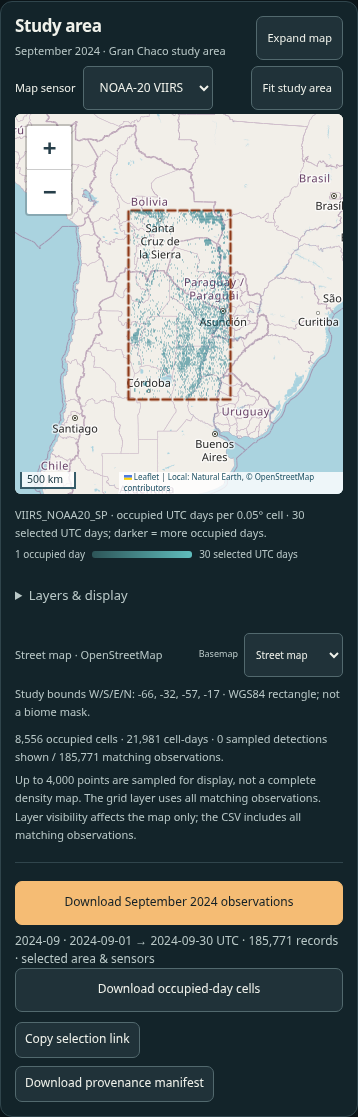 Study area
September 2024 · Gran Chaco study area
Expand map
Map sensor
NOAA-20 VIIRS
Fit study area
+
−
Brasil
Bolivia
Santa
Cruz de
la Sierra
Paraguay /
Paraguái
Asunción
São
Curitiba
Córdoba
Uruguay
Santiago
Buenos
Aires
Chile
500 km
Leaflet | Local: Natural Earth, © OpenStreetMap
contributors
VIIRS_NOAA20_SP · occupied UTC days per 0.05° cell · 30
selected UTC days; darker = more occupied days.
1 occupied day
30 selected UTC days
▶ Layers & display
Street map · OpenStreetMap
Basemap
Street map
Study bounds W/S/E/N: -66, -32, -57, -17 · WGS84 rectangle; not
a biome mask.
8,556 occupied cells · 21,981 cell-days · 0 sampled detections
shown / 185,771 matching observations.
Up to 4,000 points are sampled for display, not a complete
density map. The grid layer uses all matching observations.
Layer visibility affects the map only; the CSV includes all
matching observations.
Download September 2024 observations
2024-09 · 2024-09-01 → 2024-09-30 UTC · 185,771 records
· selected area & sensors
Download occupied-day cells
Copy selection link
Download provenance manifest